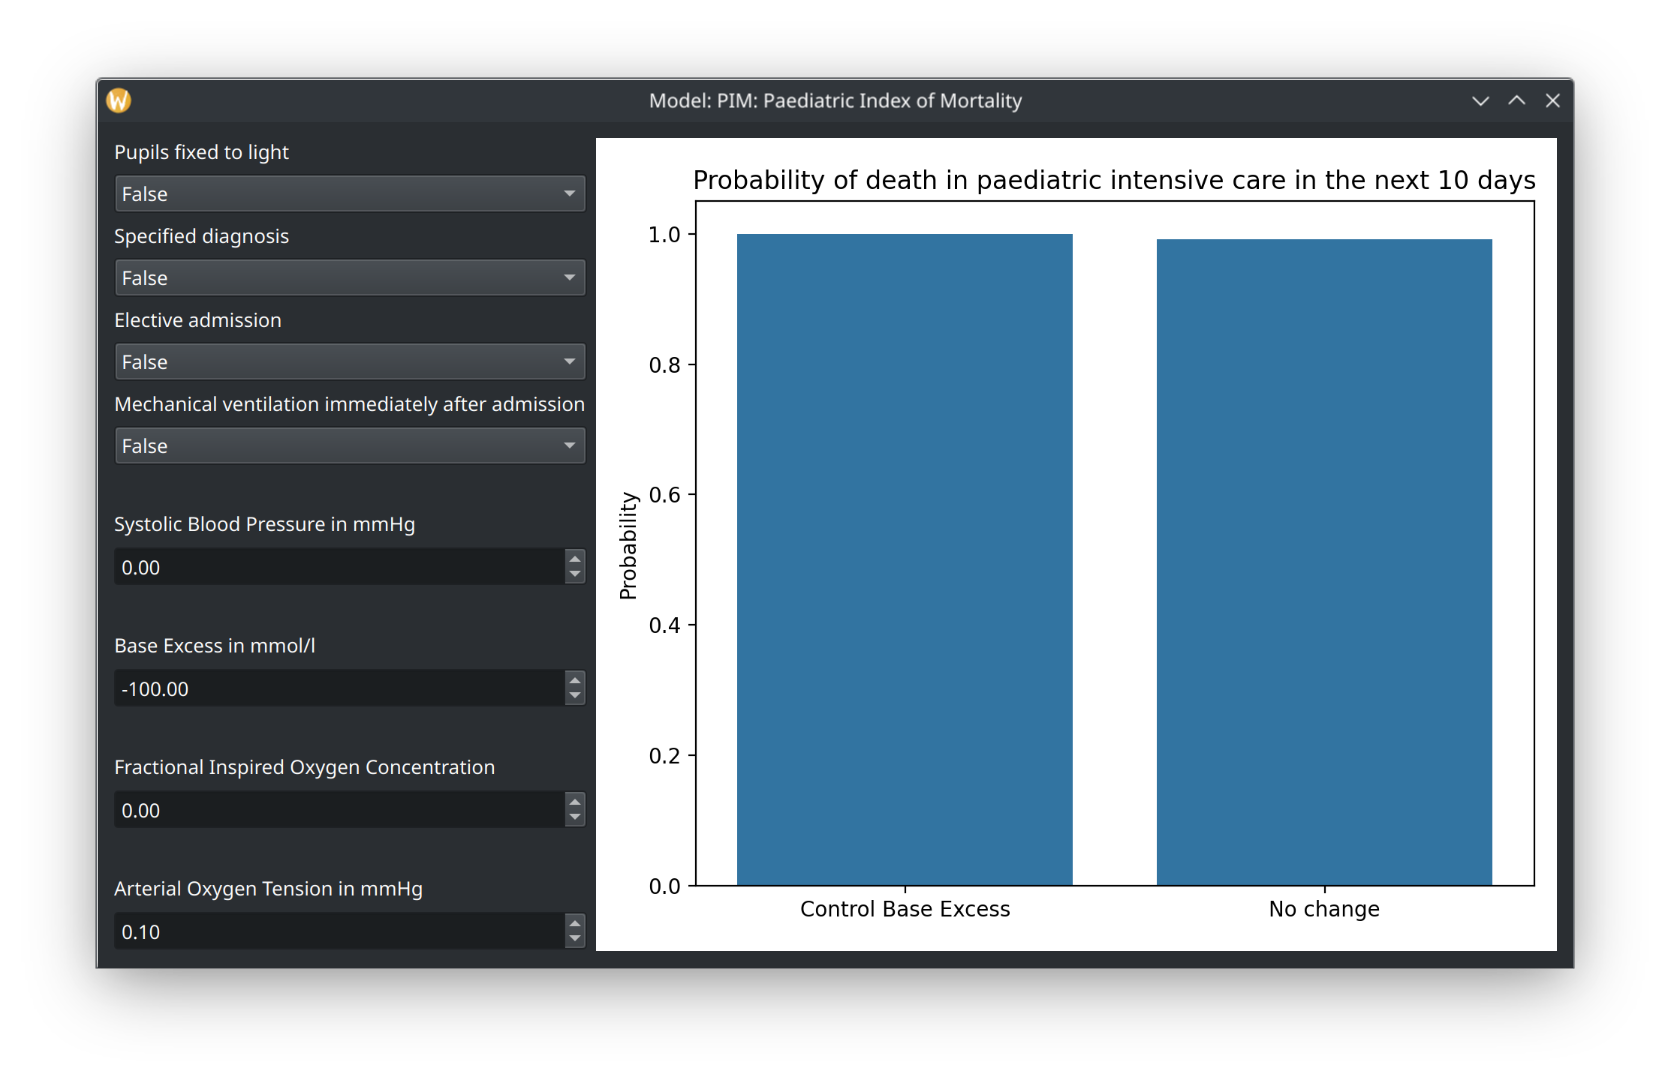 W
Model: PIM: Paediatric Index of Mortality
Pupils fixed to light
False
Specified diagnosis
False
Elective admission
False
Mechanical ventilation immediately after admission
False
Systolic Blood Pressure in mmHg
0.00
Base Excess in mmol/l
-100.00
Fractional Inspired Oxygen Concentration
0.00
Arterial Oxygen Tension in mmHg
0.10
Probability of death in paediatric intensive care in the next 10 days
Probability
1.0
0.8
0.6
0.4
0.2
0.0
Control Base Excess
No change